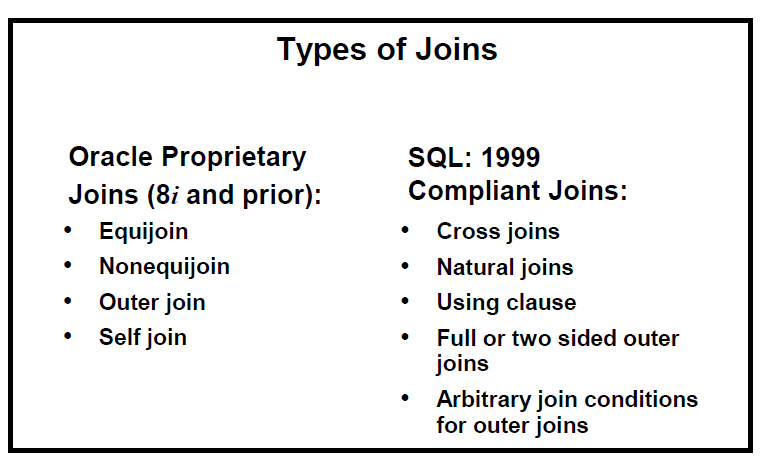 Types of Joins
Oracle Proprietary
Joins (8i and prior):
• Equijoin
• Nonequijoin
• Outer join
• Self join
SQL: 1999
Compliant Joins:
• Cross joins
• Natural joins
• Using clause
• Full or two sided outer
joins
• Arbitrary join conditions
for outer joins